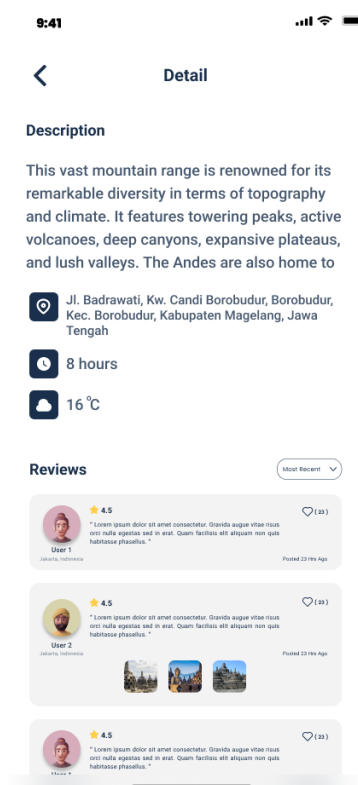 9:41
Detail
Description
This vast mountain range is renowned for its
remarkable diversity in terms of topography
and climate. It features towering peaks, active
volcanoes, deep canyons, expansive plateaus,
and lush valleys. The Andes are also home to
Jl. Badrawati, Kw. Candi Borobudur, Borobudur,
Kec. Borobudur, Kabupaten Magelang, Jawa
Tengah
8 hours
16 °C
Reviews
Most Recent
4.5
( 23 )
" Lorem ipsum dolor sit amet consectetur. Gravida augue vitae risus
orci nulla egestas sed in erat. Quam facilisis elit aliquam non quis
habitasse phasellus. "
User 1
Jakarta, Indonesia
Posted 23 Hrs Ago
4.5
( 23 )
" Lorem ipsum dolor sit amet consectetur. Gravida augue vitae risus
orci nulla egestas sed in erat. Quam facilisis elit aliquam non quis
habitasse phasellus. "
User 2
Jakarta, Indonesia
Posted 23 Hrs Ago
4.5
( 23 )
" Lorem ipsum dolor sit amet consectetur. Gravida augue vitae risus
orci nulla egestas sed in erat. Quam facilisis elit aliquam non quis
habitasse phasellus. "